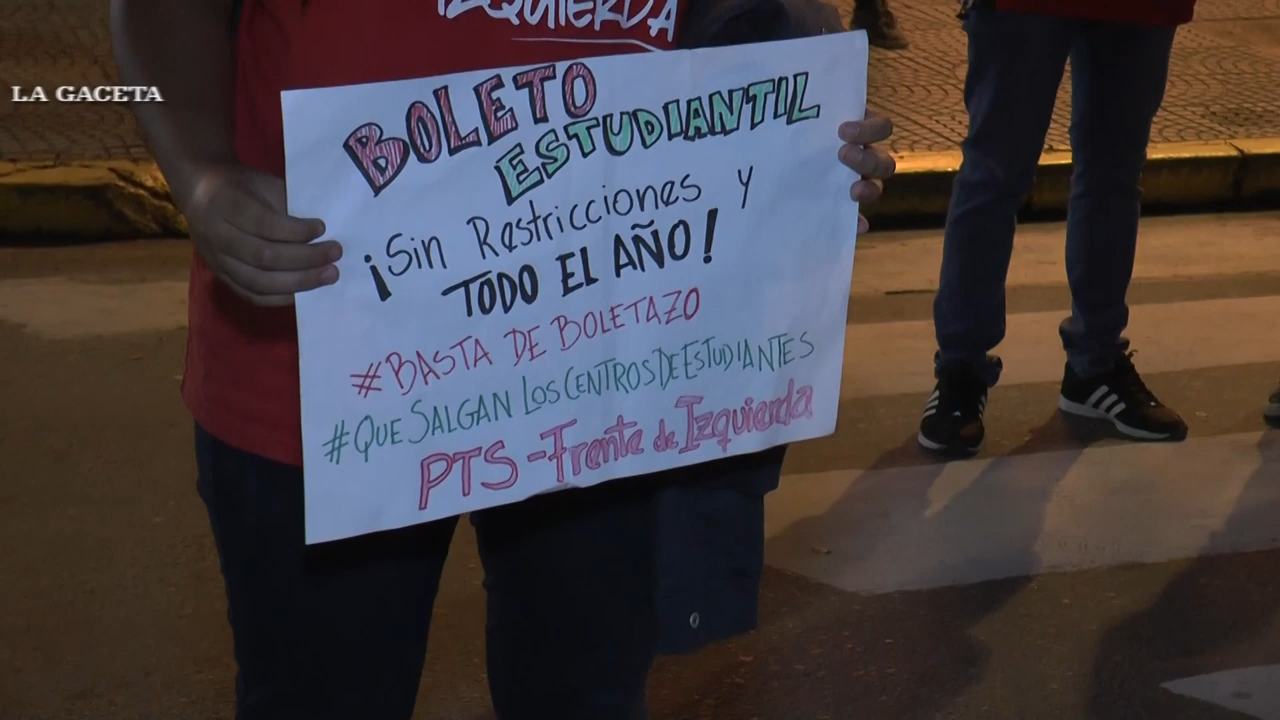 IZQUIERDA
LA GACETA
BOLETO
ESTUDIANTIL
¡Sin Restricciones y
TODO EL AÑO!
#BASTA DE BOLETAZO
#QUE SALGAN LOS CENTROS DE ESTUDIANTES
PTS - Frente de Izquierda